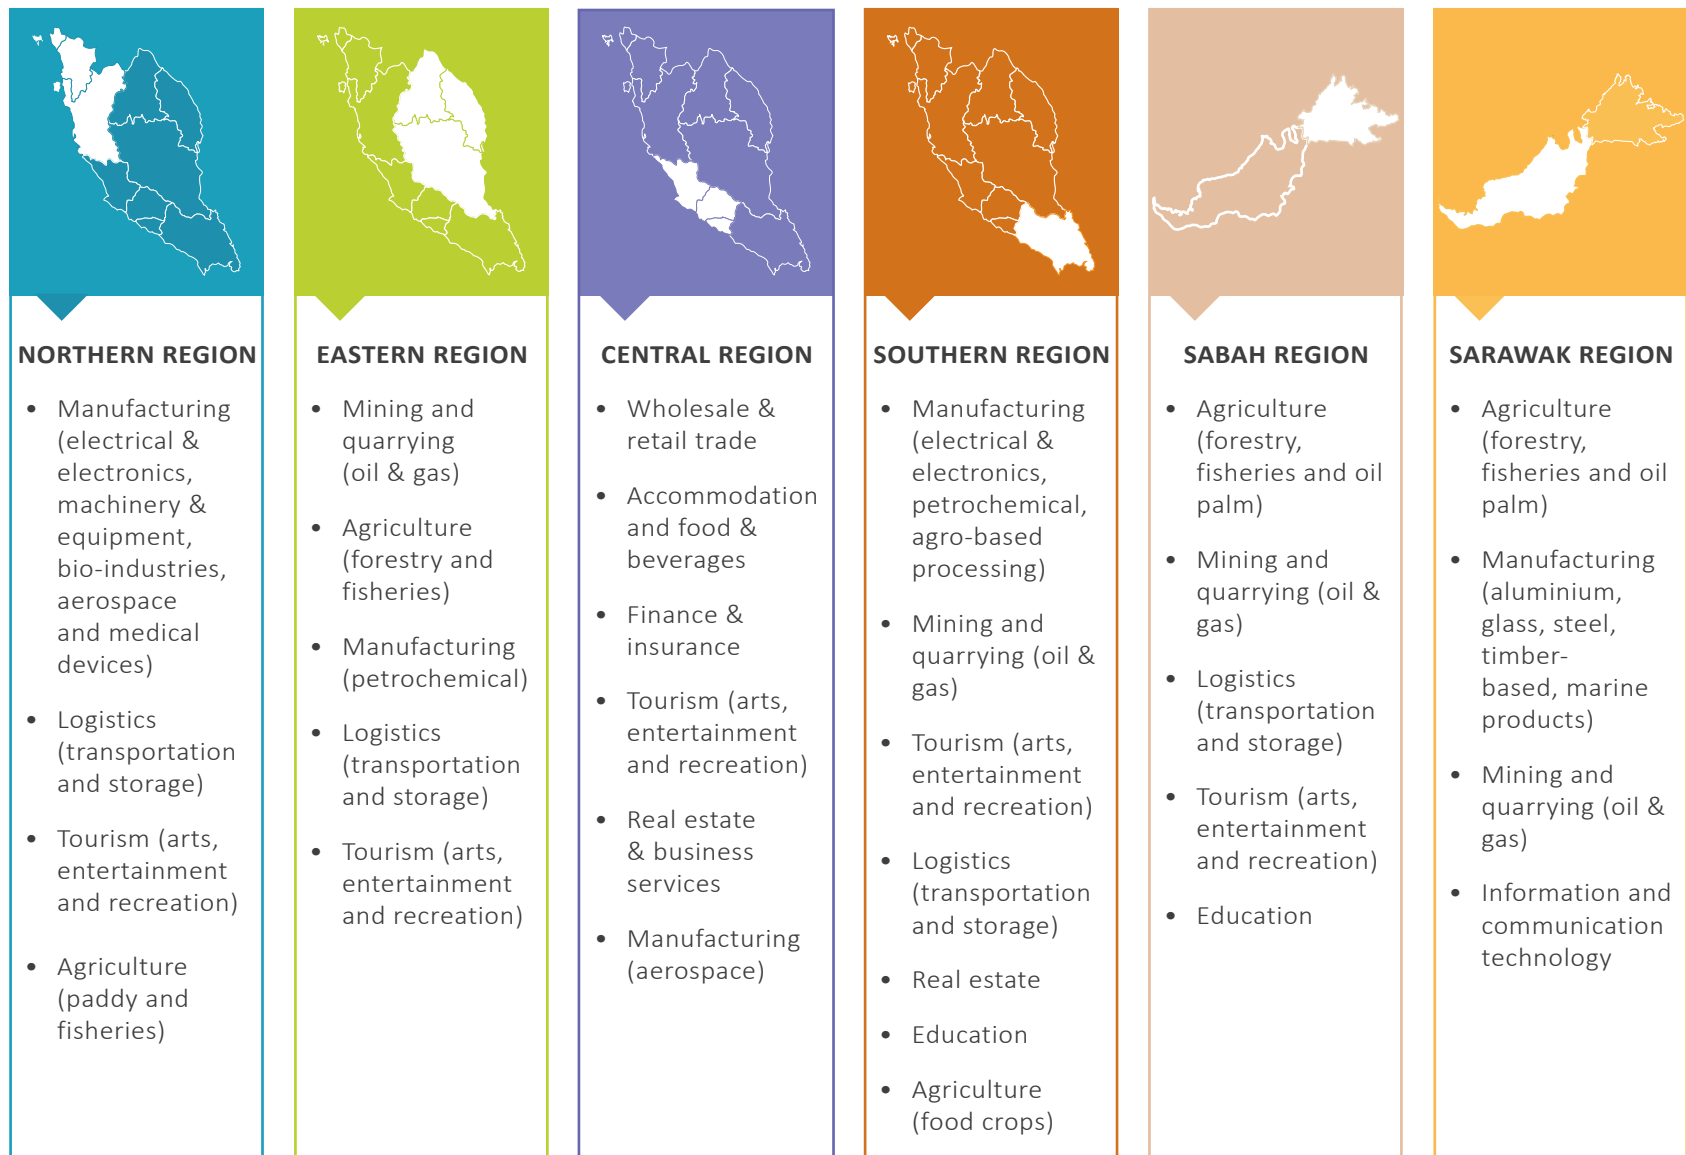 NORTHERN REGION
• Manufacturing
(electrical &
electronics,
machinery &
equipment,
bio-industries,
aerospace
and medical
devices)
• Logistics
(transportation
and storage)
• Tourism (arts,
entertainment
and recreation)
• Agriculture
(paddy and
fisheries)
EASTERN REGION
• Mining and
quarrying
(oil & gas)
• Agriculture
(forestry and
fisheries)
• Manufacturing
(petrochemical)
• Logistics
(transportation
and storage)
• Tourism (arts,
entertainment
and recreation)
CENTRAL REGION
• Wholesale &
retail trade
• Accommodation
and food &
beverages
• Finance &
insurance
• Tourism (arts,
entertainment
and recreation)
• Real estate
& business
services
• Manufacturing
(aerospace)
SOUTHERN REGION
• Manufacturing
(electrical &
electronics,
petrochemical,
agro-based
processing)
• Mining and
quarrying (oil &
gas)
• Tourism (arts,
entertainment
and recreation)
• Logistics
(transportation
and storage)
• Real estate
• Education
• Agriculture
(food crops)
SABAH REGION
• Agriculture
(forestry,
fisheries and oil
palm)
• Mining and
quarrying (oil &
gas)
• Logistics
(transportation
and storage)
• Tourism (arts,
entertainment
and recreation)
• Education
SARAWAK REGION
• Agriculture
(forestry,
fisheries and oil
palm)
• Manufacturing
(aluminium,
glass, steel,
timber-
based, marine
products)
• Mining and
quarrying (oil &
gas)
• Information and
communication
technology